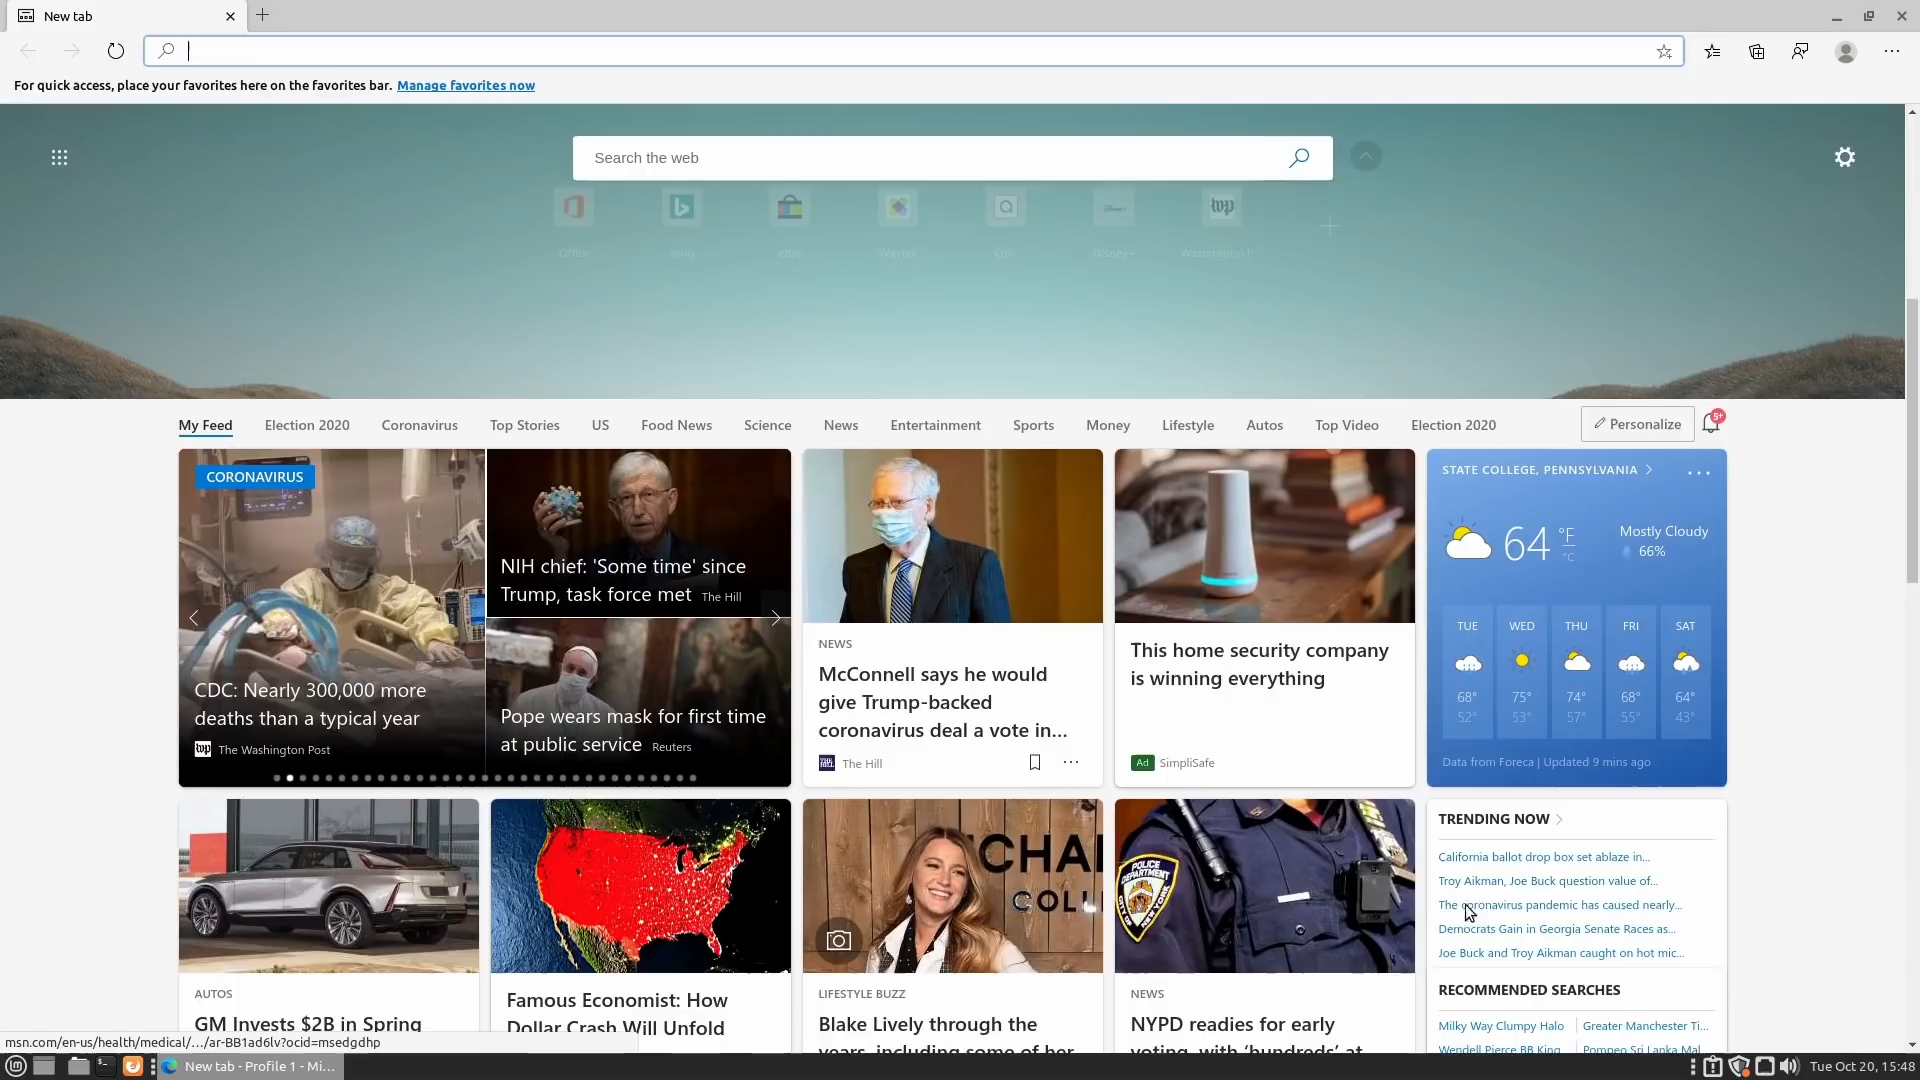 New tab
For quick access, place your favorites here on the favorites bar. Manage favorites now
Search the web
Office
Bing
eBay
Wayfair
QVC
Disney+
Washington P
My Feed
Election 2020
Coronavirus
Top Stories
US
Food News
Science
News
Entertainment
Sports
Money
Lifestyle
Autos
Top Video
Election 2020
Personalize
5+
CORONAVIRUS
CDC: Nearly 300,000 more
deaths than a typical year
wp The Washington Post
NIH chief: 'Some time' since
Trump, task force met The Hill
Pope wears mask for first time
at public service Reuters
NEWS
McConnell says he would
give Trump-backed
coronavirus deal a vote in...
The Hill
This home security company
is winning everything
Ad SimpliSafe
STATE COLLEGE, PENNSYLVANIA
64 °F
°C
Mostly Cloudy
66%
TUE WED THU FRI SAT
68° 75° 74° 68° 64°
52° 53° 57° 55° 43°
Data from Foreca | Updated 9 mins ago
AUTOS
GM Invests $2B in Spring
Famous Economist: How
Dollar Crash Will Unfold
LIFESTYLE BUZZ
Blake Lively through the
years, including some of her
POLICE
DEPARTMENT
NEWS
NYPD readies for early
voting, with ‘hundreds’ at
TRENDING NOW
California ballot drop box set ablaze in...
Troy Aikman, Joe Buck question value of...
The coronavirus pandemic has caused nearly...
Democrats Gain in Georgia Senate Races as...
Joe Buck and Troy Aikman caught on hot mic...
RECOMMENDED SEARCHES
Milky Way Clumpy Halo
Greater Manchester Ti...
Wendell Pierce BB King
Pompeo Sri Lanka Mal
msn.com/en-us/health/medical/.../ar-BB1ad6lv?ocid=msedgdhp
New tab - Profile 1 - Mi...
Tue Oct 20, 15:48